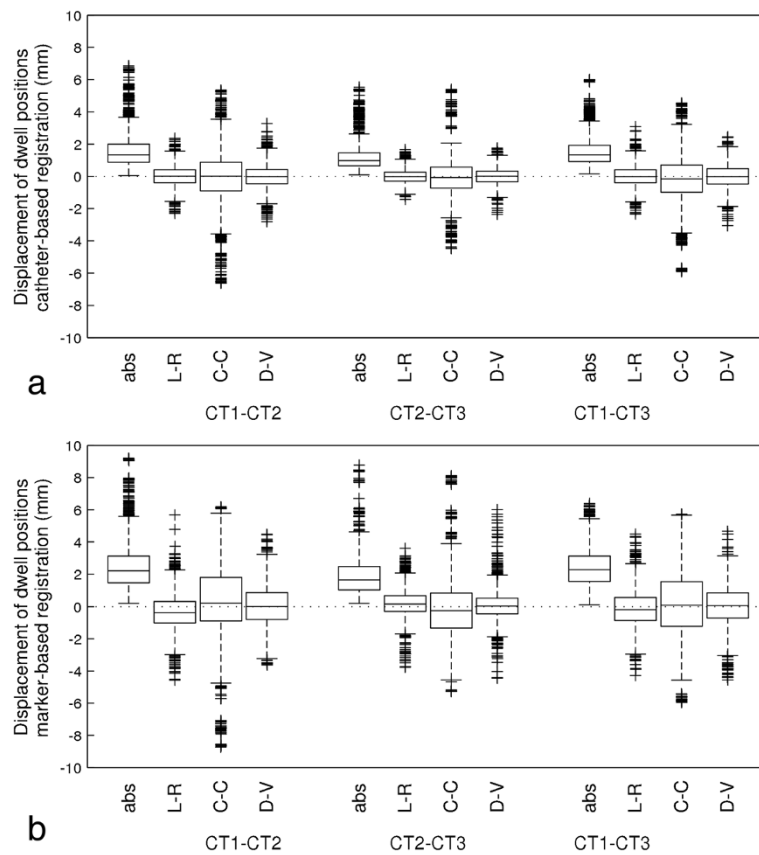 Displacement of dwell positions
catheter-based registration (mm)
10
8
6
4
2
0
-2
-4
-6
-8
-10
a
abs
L-R
C-C
D-V
abs
L-R
C-C
D-V
abs
L-R
C-C
D-V
CT1-CT2
CT2-CT3
CT1-CT3
Displacement of dwell positions
marker-based registration (mm)
10
8
6
4
2
0
-2
-4
-6
-8
-10
b
abs
L-R
C-C
D-V
abs
L-R
C-C
D-V
abs
L-R
C-C
D-V
CT1-CT2
CT2-CT3
CT1-CT3